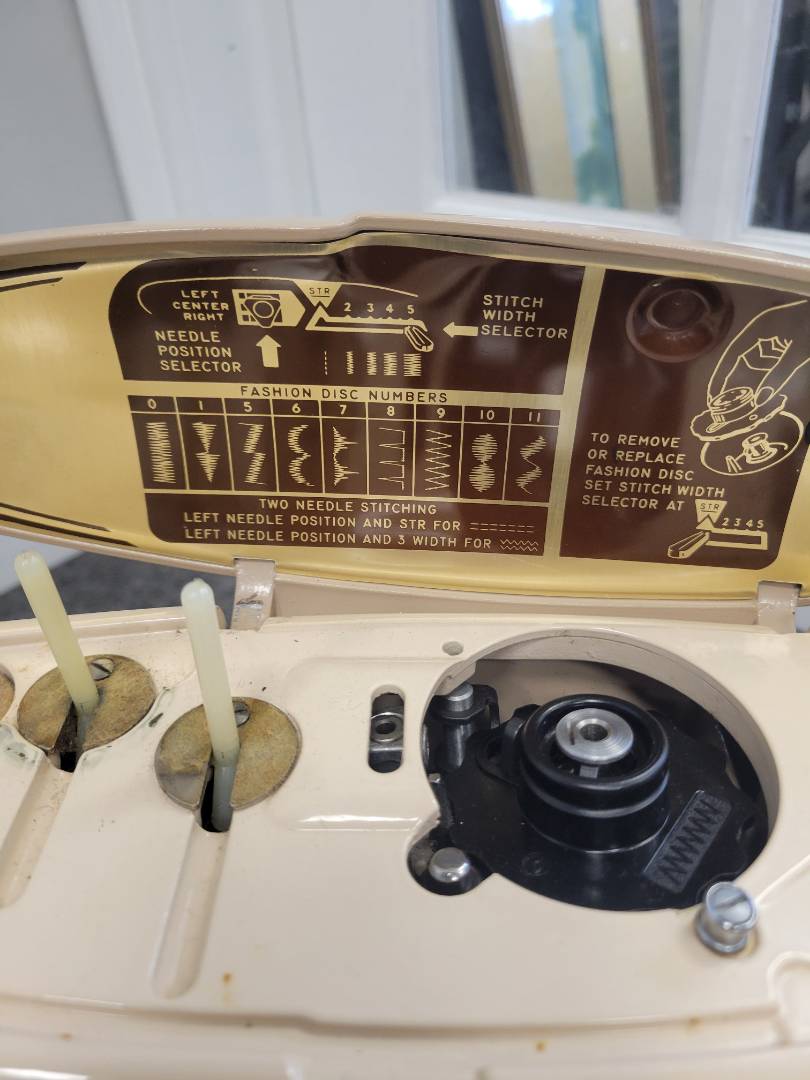 LEFT
CENTER
RIGHT
STR
2 3 4 5
NEEDLE
POSITION
SELECTOR
STITCH
WIDTH
SELECTOR
FASHION DISC NUMBERS
0 1 5 6 7 8 9 10 11
TWO NEEDLE STITCHING
LEFT NEEDLE POSITION AND STR FOR
LEFT NEEDLE POSITION AND 3 WIDTH FOR
TO REMOVE
OR REPLACE
FASHION DISC
SET STITCH WIDTH
SELECTOR AT
STR
2 3 4 5